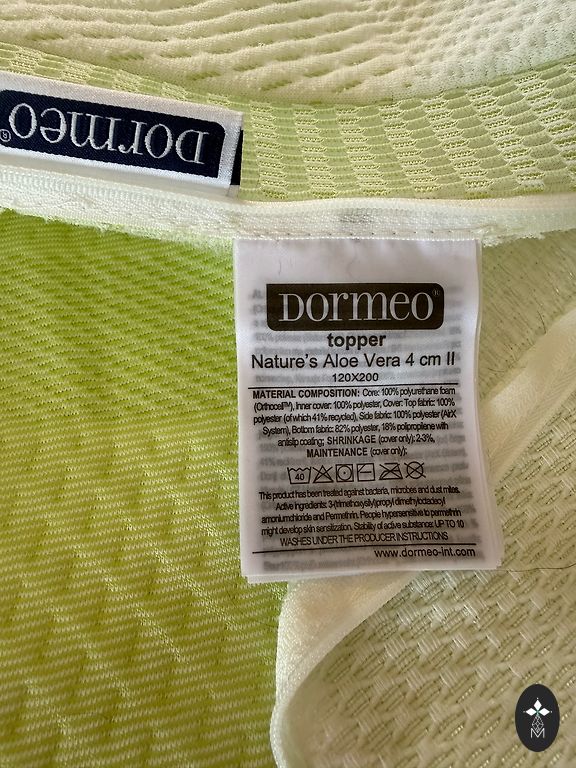 Dormeo®
Dormeo®
topper
Nature's Aloe Vera 4 cm II
120X200
MATERIAL COMPOSITION: Core: 100% polyurethane foam
(Orthocell™), Inner cover: 100% polyester, Cover: Top fabric: 100%
polyester (of which 41% recycled), Side fabric: 100% polyester (AirX
System), Bottom fabric: 82% polyester, 18% polipropilene with
antislip coating; SHRINKAGE (cover only); 2-3%,
MAINTENANCE (cover only);
40
This product has been treated against bacteria, microbes and dust mites.
Active ingredients: 3-(trimethoxysilyl)propyl dimethyloctadecyl
amoniumchloride and Permethrin. People hypersensitive to permethrin
might develop skin sensitization. Stability of active substance: UP TO 10
WASHES UNDER THE PRODUCER INSTRUCTIONS
www.dormeo-int.com
M